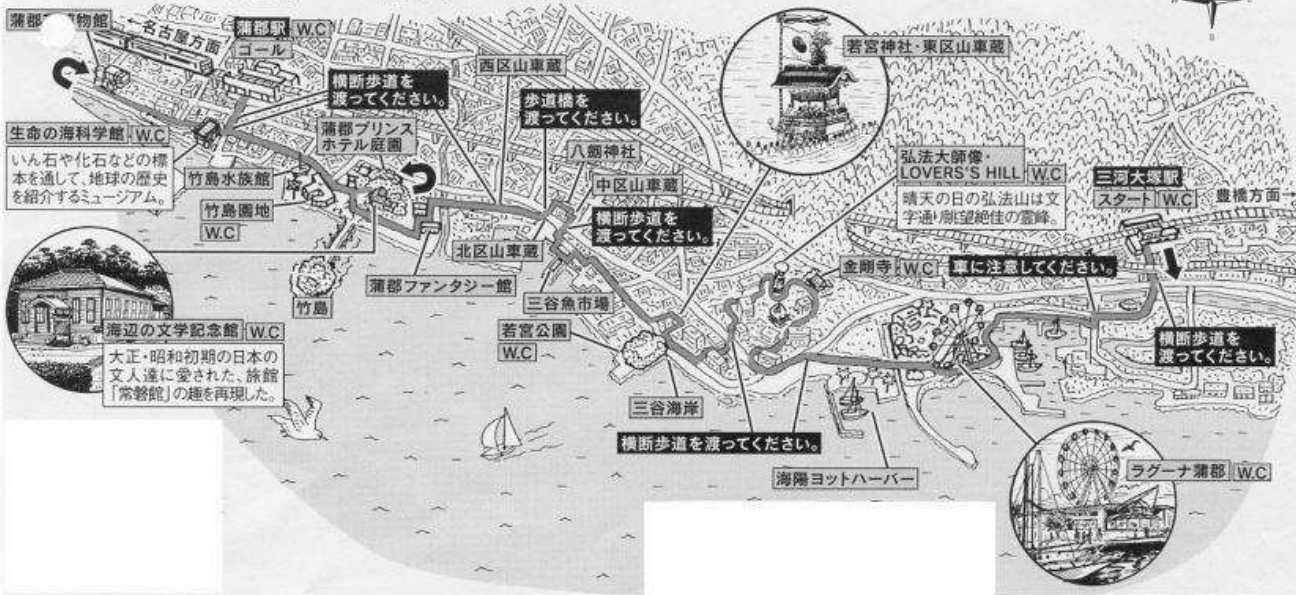 蒲郡
博物館
←名古屋方面
蒲郡駅 W.C
ゴール
横断歩道を
渡ってください。
西区山車蔵
歩道橋を
渡ってください。
若宮神社・東区山車蔵
生命の海科学館 W.C
いん石や化石などの標
本を通して、地球の歴史
を紹介するミュージアム。
竹島水族館
竹島園地
W.C
蒲郡プリンス
ホテル庭園
八剱神社
中区山車蔵
横断歩道を
渡ってください。
弘法大師像・
LOVERS'S HILL W.C
晴天の日の弘法山は文
字通り眺望絶佳の霊峰。
三河大塚駅
スタート W.C
豊橋方面→
北区山車蔵
蒲郡ファンタジー館
竹島
三谷魚市場
金剛寺 W.C
車に注意してください。
海辺の文学記念館 W.C
大正・昭和初期の日本の
文人達に愛された、旅館
「常磐館」の趣を再現した。
若宮公園
W.C
横断歩道を
渡ってください。
三谷海岸
横断歩道を渡ってください。
海陽ヨットハーバー
ラグーナ蒲郡 W.C
S